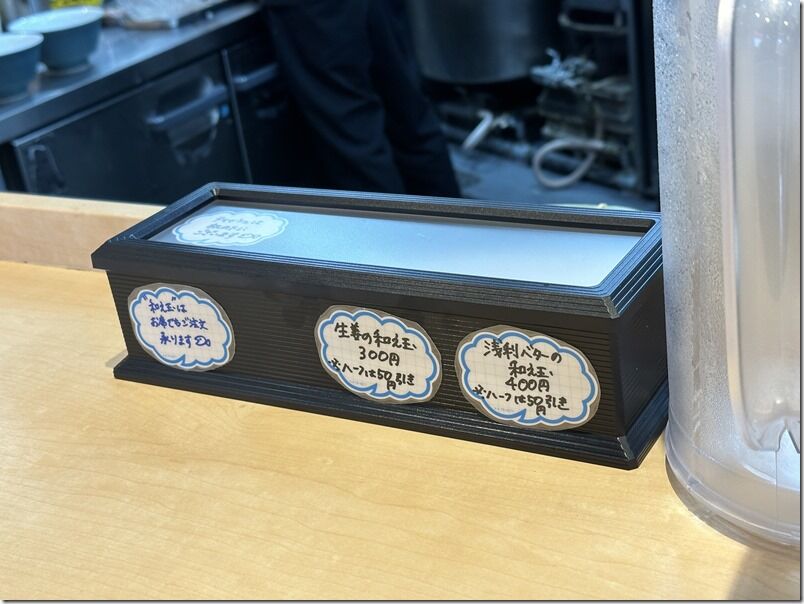 "和え玉"は
お席でもご注文
承ります
生姜の和え玉
300円
※ハーフは50円引き
浅利バターの
和え玉
400円
※ハーフは50円引き